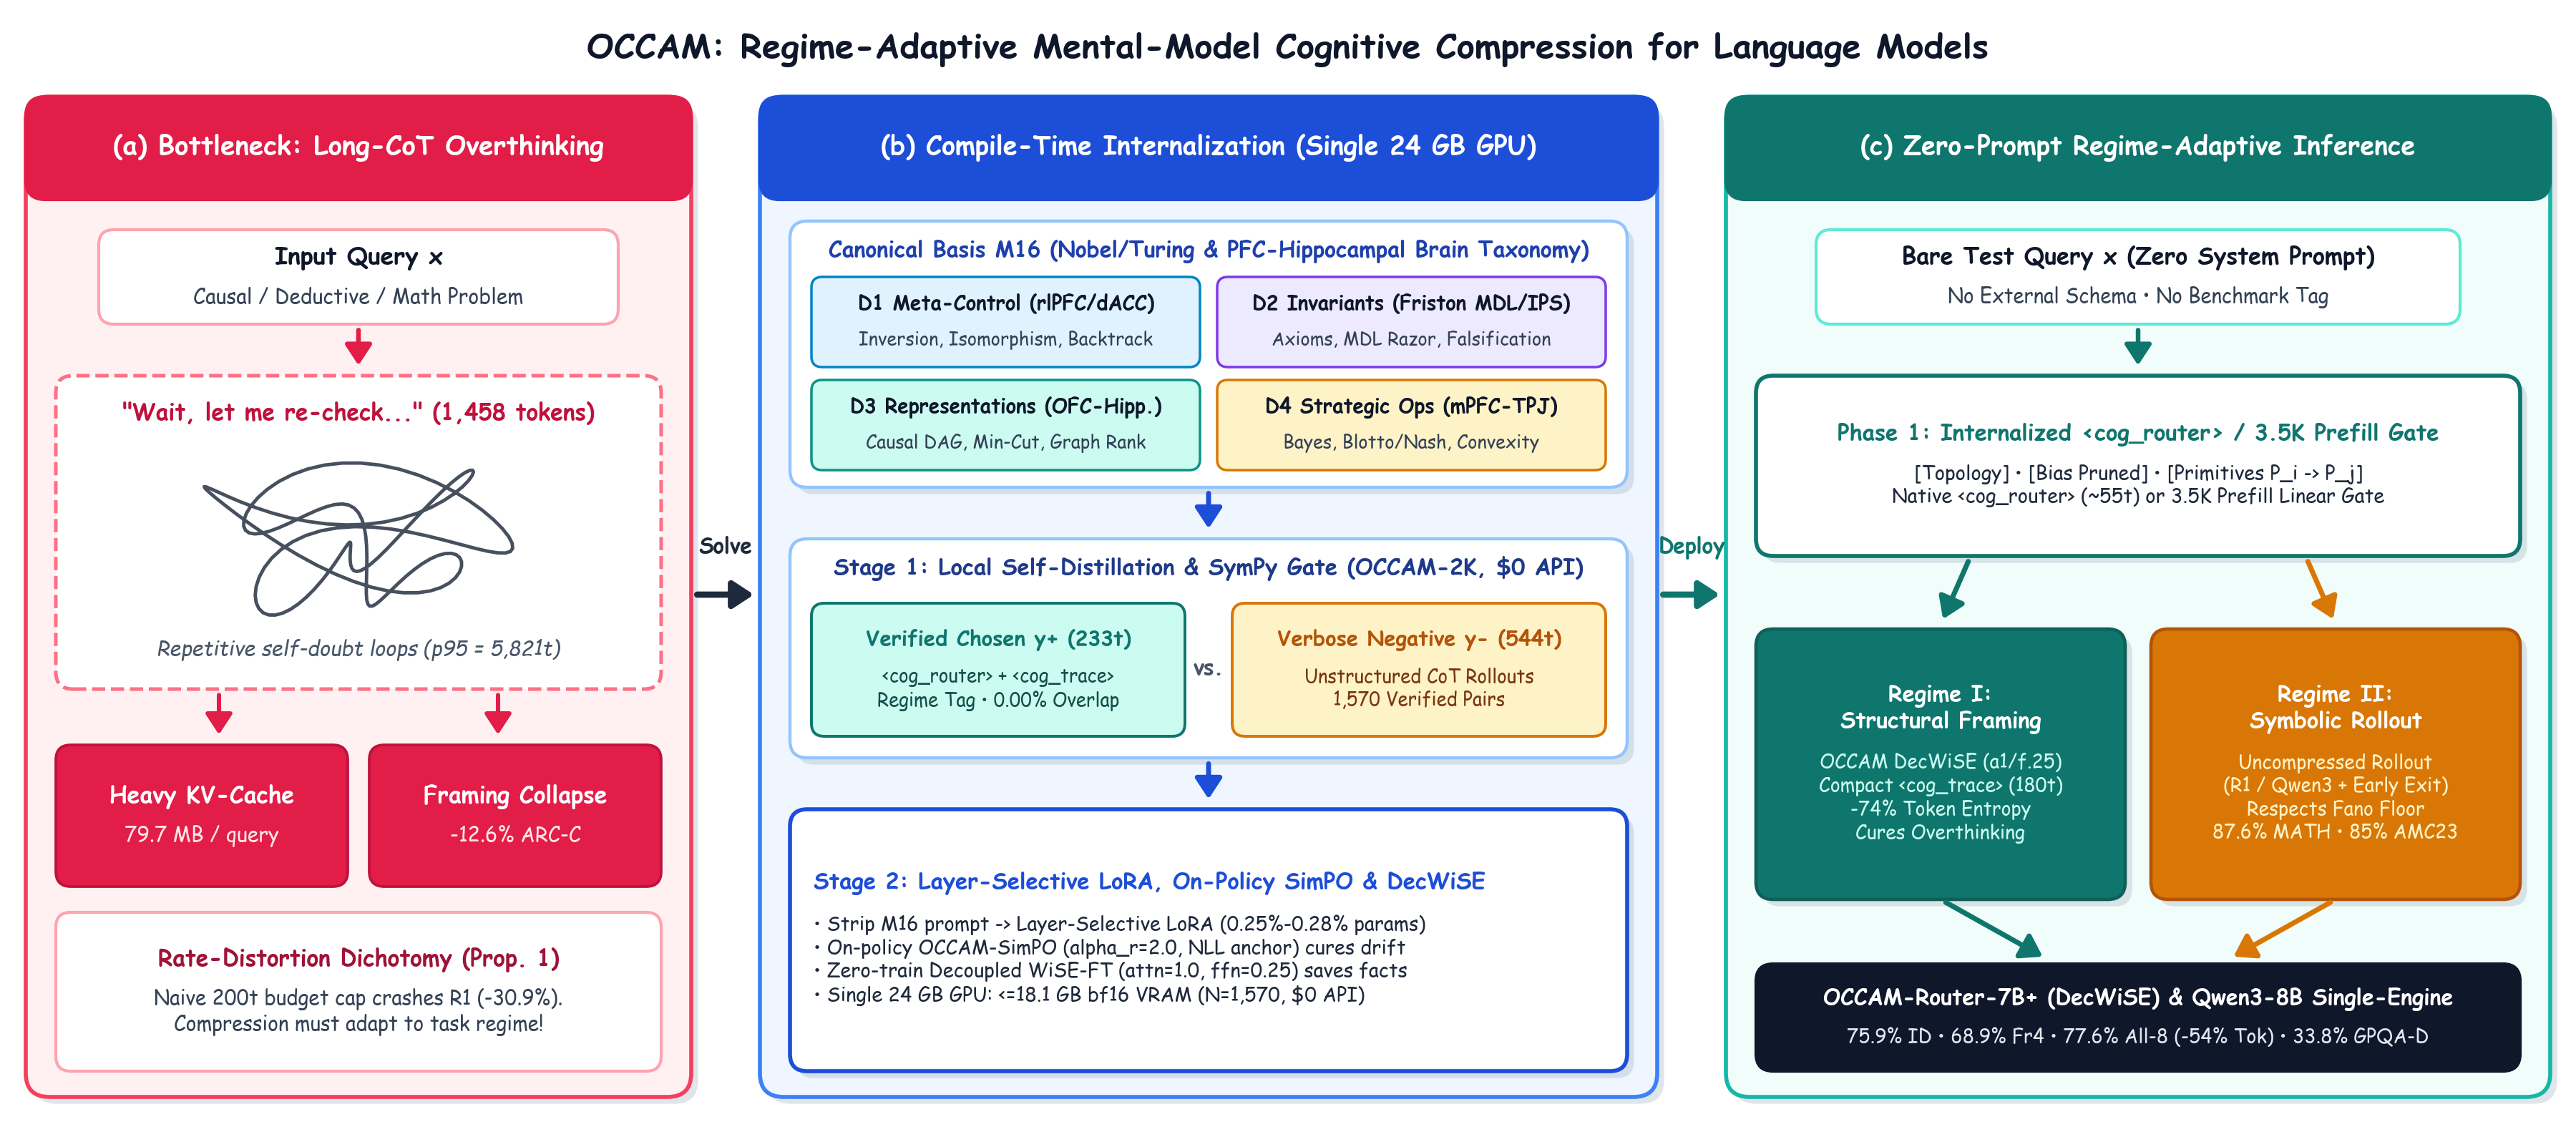 OCCAM: Regime-Adaptive Mental-Model Cognitive Compression for Language Models
(a) Bottleneck: Long-CoT Overthinking
Input Query x
Causal / Deductive / Math Problem
"Wait, let me re-check..." (1,458 tokens)
Repetitive self-doubt loops (p95 = 5,821t)
Heavy KV-Cache
79.7 MB / query
Framing Collapse
-12.6% ARC-C
Rate-Distortion Dichotomy (Prop. 1)
Naive 200t budget cap crashes R1 (-30.9%).
Compression must adapt to task regime!
Solve
(b) Compile-Time Internalization (Single 24 GB GPU)
Canonical Basis M16 (Nobel/Turing & PFC-Hippocampal Brain Taxonomy)
D1 Meta-Control (rlPFC/dACC)
Inversion, Isomorphism, Backtrack
D2 Invariants (Friston MDL/IPS)
Axioms, MDL Razor, Falsification
D3 Representations (OFC-Hipp.)
Causal DAG, Min-Cut, Graph Rank
D4 Strategic Ops (mPFC-TPJ)
Bayes, Blotto/Nash, Convexity
Stage 1: Local Self-Distillation & SymPy Gate (OCCAM-2K, $0 API)
Verified Chosen y+ (233t)
<cog_router> + <cog_trace>
Regime Tag • 0.00% Overlap
vs.
Verbose Negative y- (544t)
Unstructured CoT Rollouts
1,570 Verified Pairs
Stage 2: Layer-Selective LoRA, On-Policy SimPO & DecWiSE
• Strip M16 prompt -> Layer-Selective LoRA (0.25%-0.28% params)
• On-policy OCCAM-SimPO (alpha_r=2.0, NLL anchor) cures drift
• Zero-train Decoupled WiSE-FT (attn=1.0, ffn=0.25) saves facts
• Single 24 GB GPU: <=18.1 GB bf16 VRAM (N=1,570, $0 API)
Deploy
(c) Zero-Prompt Regime-Adaptive Inference
Bare Test Query x (Zero System Prompt)
No External Schema • No Benchmark Tag
Phase 1: Internalized <cog_router> / 3.5K Prefill Gate
[Topology] • [Bias Pruned] • [Primitives P_i -> P_j]
Native <cog_router> (~55t) or 3.5K Prefill Linear Gate
Regime I:
Structural Framing
OCCAM DecWiSE (a1/f.25)
Compact <cog_trace> (180t)
-74% Token Entropy
Cures Overthinking
Regime II:
Symbolic Rollout
Uncompressed Rollout
(R1 / Qwen3 + Early Exit)
Respects Fano Floor
87.6% MATH • 85% AMC23
OCCAM-Router-7B+ (DecWiSE) & Qwen3-8B Single-Engine
75.9% ID • 68.9% Fr4 • 77.6% All-8 (-54% Tok) • 33.8% GPQA-D